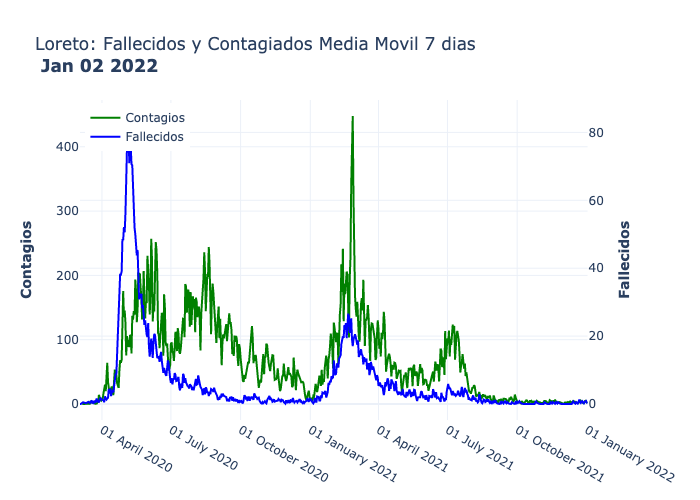 Loreto: Fallecidos y Contagiados Media Movil 7 dias
Jan 02 2022
Contagios
Fallecidos
400
300
200
100
0
Contagios
80
60
40
20
0
Fallecidos
01 April 2020
01 July 2020
01 October 2020
01 January 2021
01 April 2021
01 July 2021
01 October 2021
01 January 2022